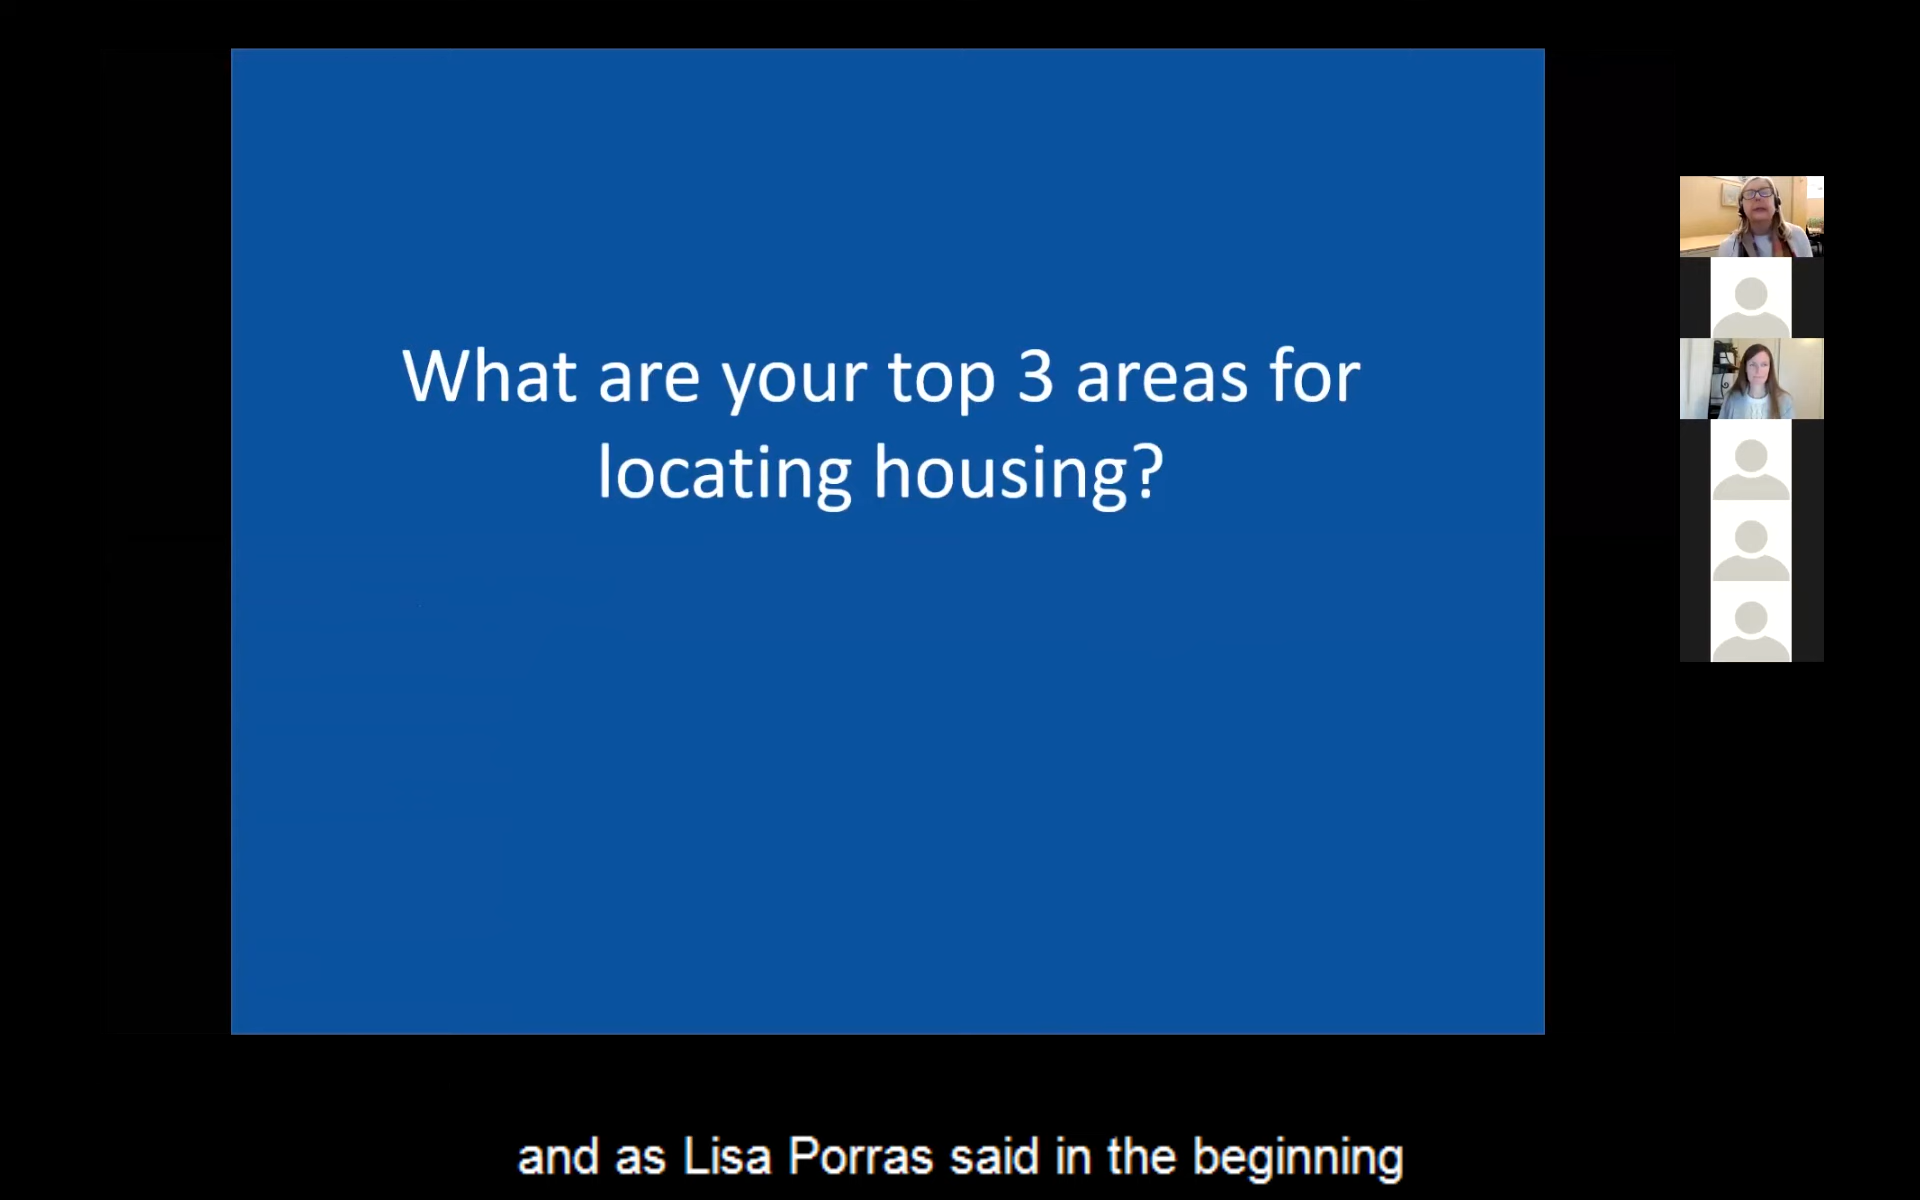 What are your top 3 areas for
locating housing?
and as Lisa Porras said in the beginning